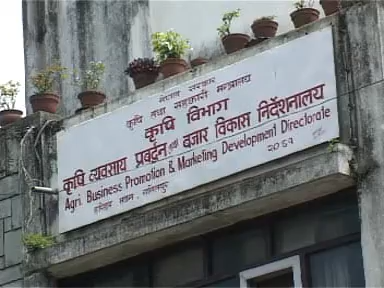 नेपाल सरकार
कृषि तथा सहकारी मन्त्रालय
कृषि विभाग
कृषि व्यवसाय प्रवर्द्धन तथा बजार विकास निर्देशनालय
Agri. Business Promotion & Marketing Development Directorate
हरिहर भवन, ललितपुर